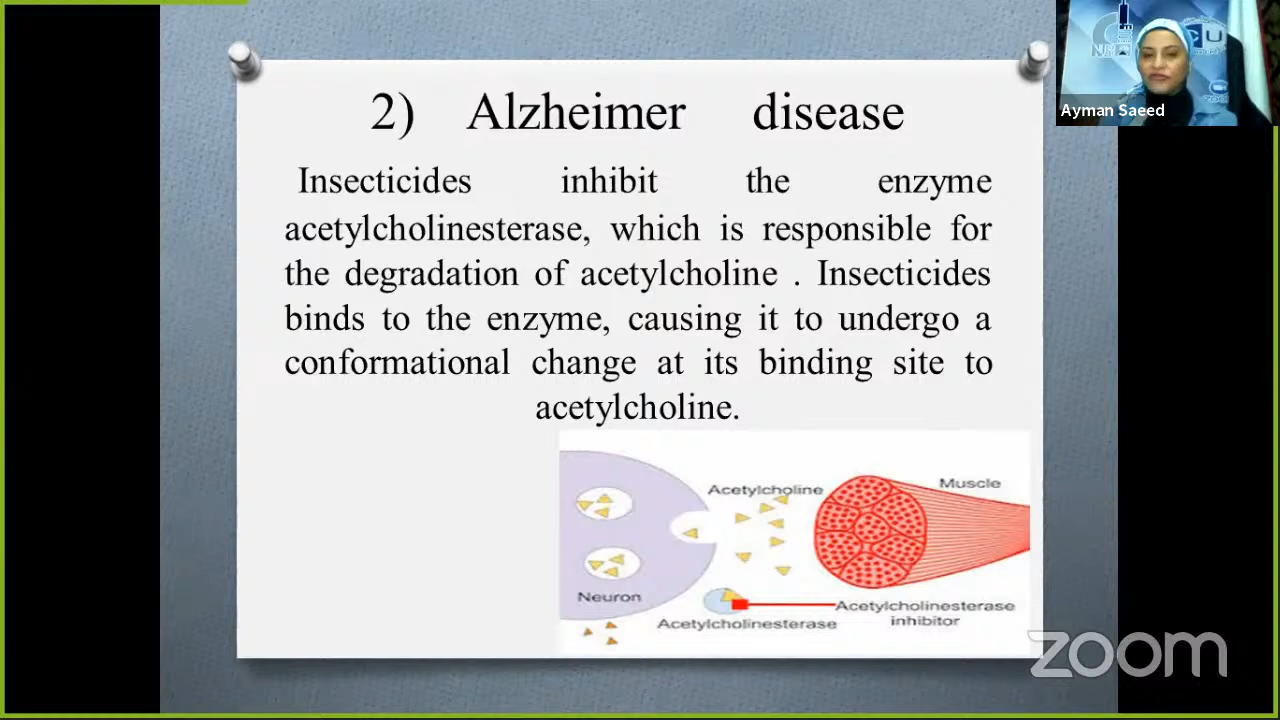 2) Alzheimer disease
Insecticides inhibit the enzyme
acetylcholinesterase, which is responsible for
the degradation of acetylcholine . Insecticides
binds to the enzyme, causing it to undergo a
conformational change at its binding site to
acetylcholine.
Acetylcholine
Muscle
Neuron
Acetylcholinesterase
Acetylcholinesterase
inhibitor
Ayman Saeed
zoom